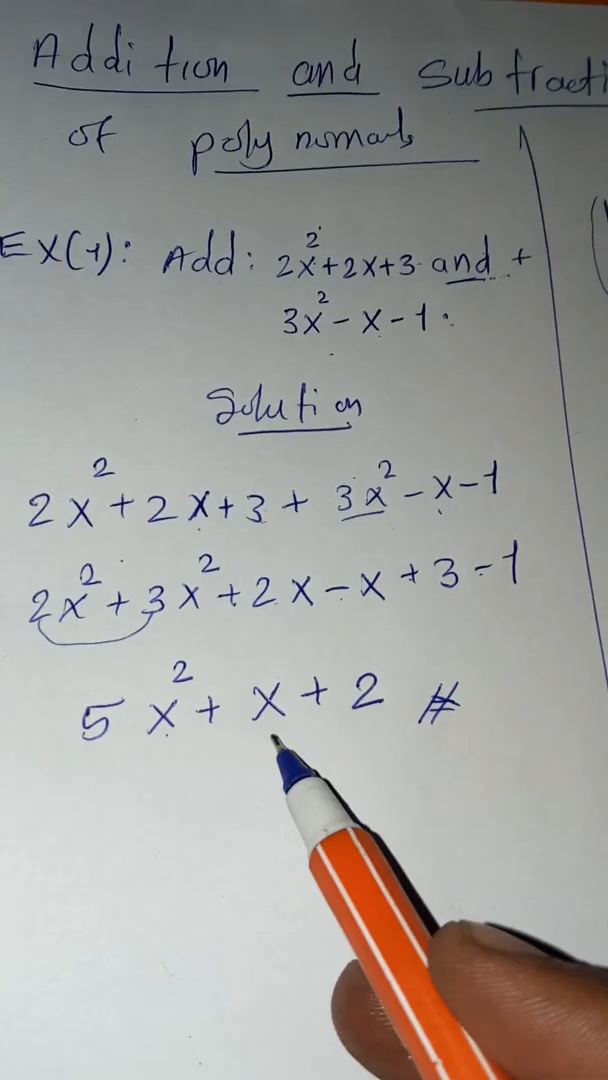 Addition and Subtracti
of polynomals
EX(1): Add: 2x²+2x+3 and +
3x² - x - 1.
Solution
2x² + 2x + 3 + 3x² - x - 1
2x² + 3x² + 2x - x + 3 - 1
5x² + x + 2 #